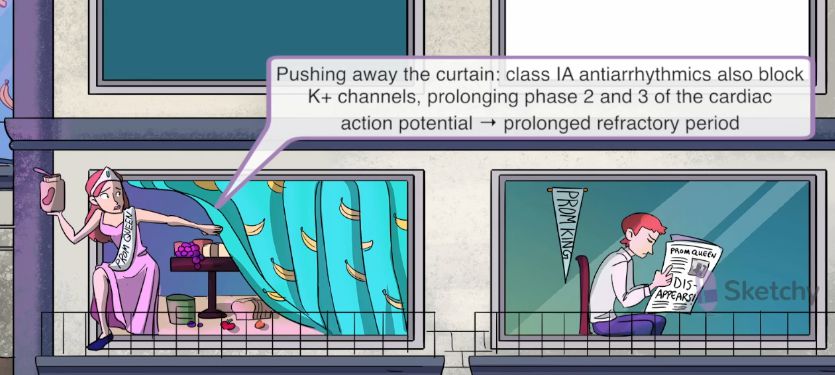 Pushing away the curtain: class IA antiarrhythmics also block
K+ channels, prolonging phase 2 and 3 of the cardiac
action potential → prolonged refractory period
PROM QUEEN
PROM KING
PROM QUEEN
DIS-
APPEARS!
Sketchy